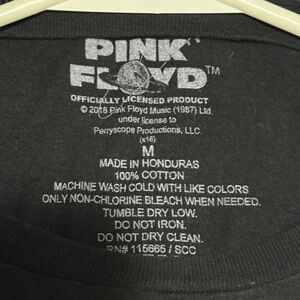 PINK
FLOYD™
OFFICIALLY LICENSED PRODUCT
© 2016 Pink Floyd Music (1987) Ltd
under license to
Perryscope Productions, LLC
(s16)
M
MADE IN HONDURAS
100% COTTON
MACHINE WASH COLD WITH LIKE COLORS
ONLY NON-CHLORINE BLEACH WHEN NEEDED.
TUMBLE DRY LOW.
DO NOT IRON.
DO NOT DRY CLEAN.
RN# 115665 / SCC